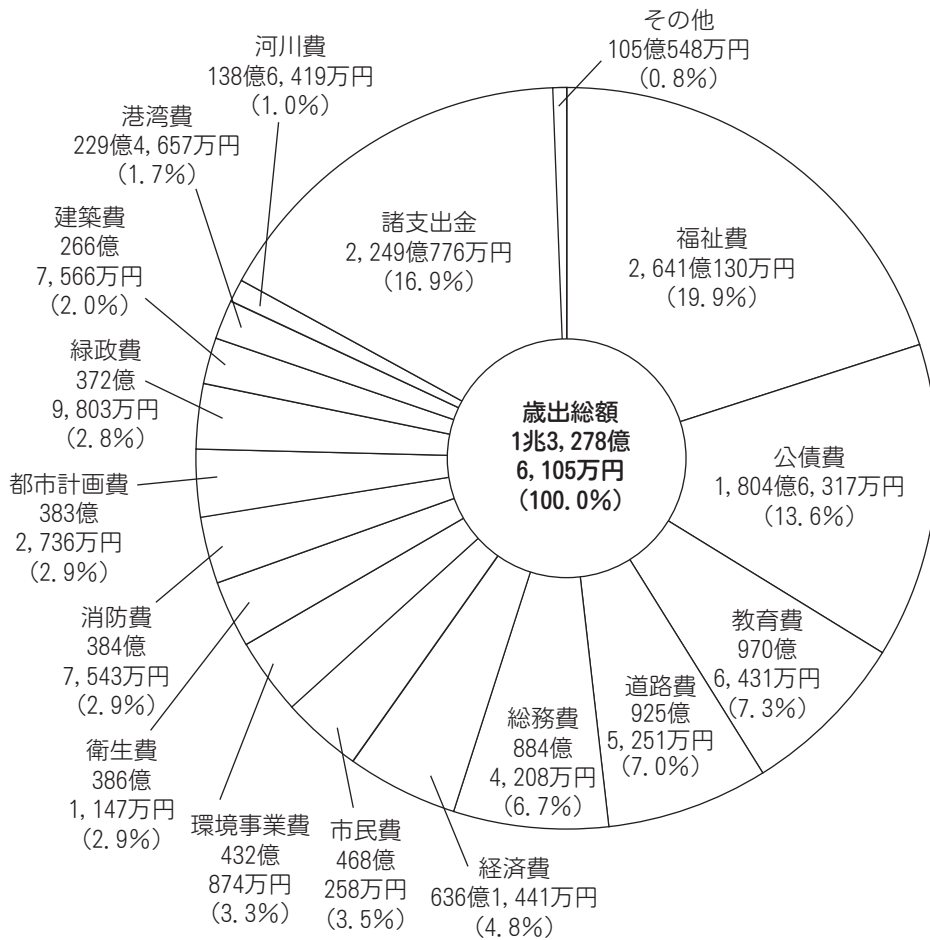 その他
105億548万円
(0.8%)
福祉費
2,641億130万円
(19.9%)
公債費
1,804億6,317万円
(13.6%)
教育費
970億
6,431万円
(7.3%)
道路費
925億
5,251万円
(7.0%)
総務費
884億
4,208万円
(6.7%)
経済費
636億1,441万円
(4.8%)
市民費
468億
258万円
(3.5%)
環境事業費
432億
874万円
(3.3%)
衛生費
386億
1,147万円
(2.9%)
消防費
384億
7,543万円
(2.9%)
都市計画費
383億
2,736万円
(2.9%)
緑政費
372億
9,803万円
(2.8%)
建築費
266億
7,566万円
(2.0%)
港湾費
229億4,657万円
(1.7%)
河川費
138億6,419万円
(1.0%)
諸支出金
2,249億776万円
(16.9%)
歳出総額
1兆3,278億
6,105万円
(100.0%)